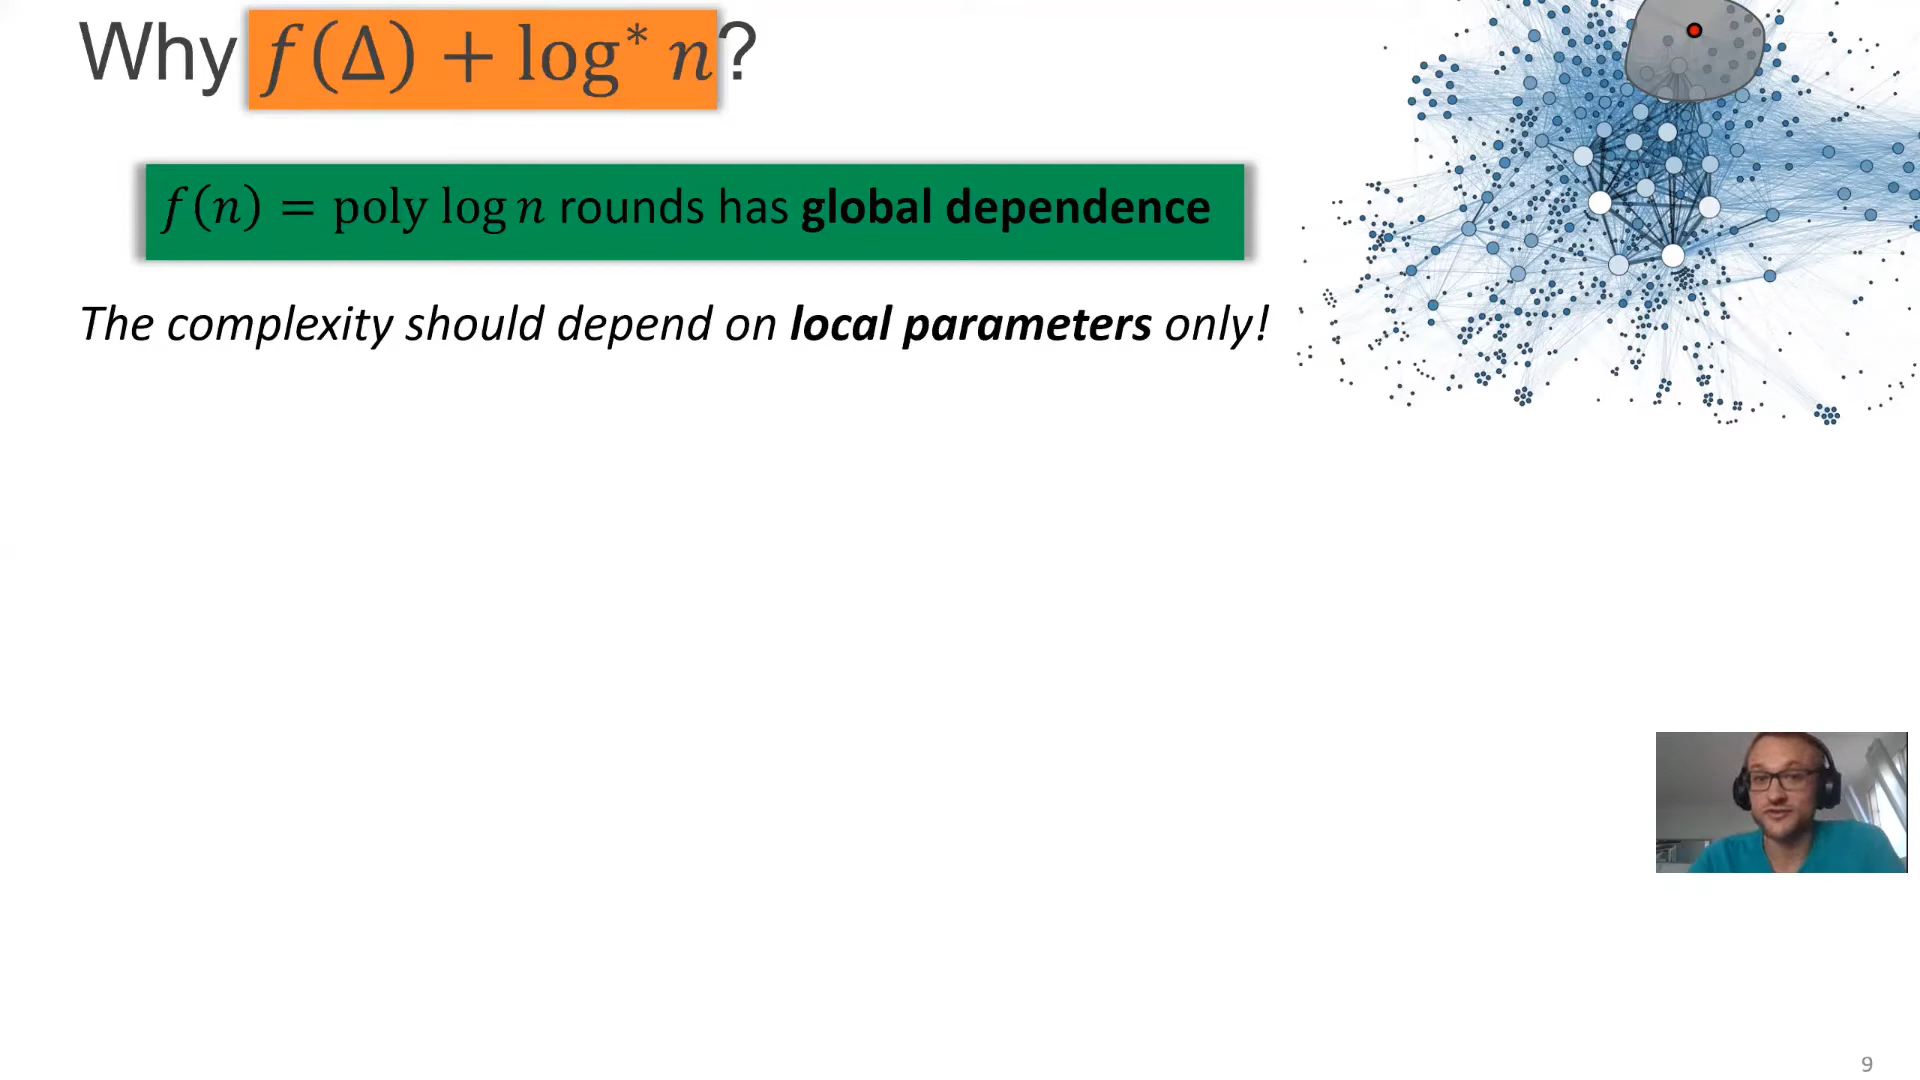 Why f(Δ) + log* n?
f(n) = poly log n rounds has global dependence
The complexity should depend on local parameters only!
9